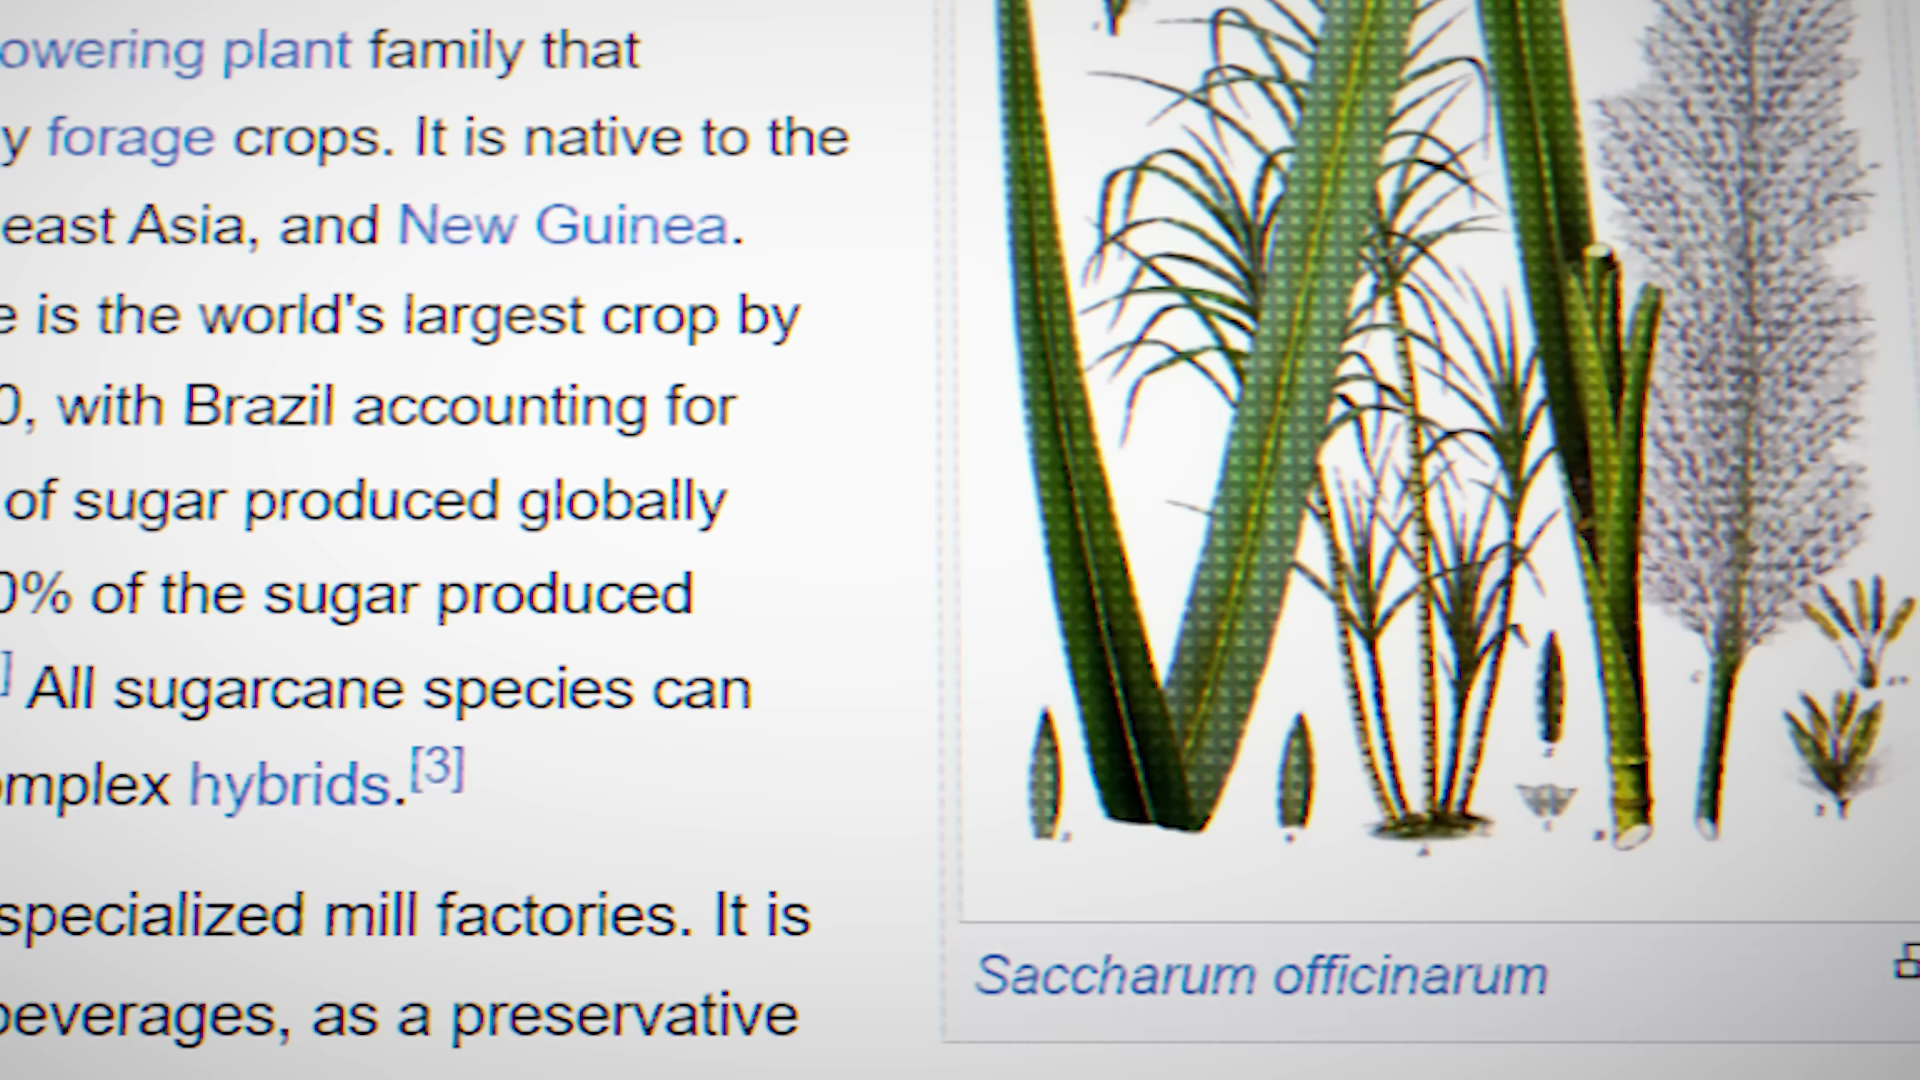 owering plant family that
y forage crops. It is native to the
east Asia, and New Guinea.
e is the world's largest crop by
0, with Brazil accounting for
of sugar produced globally
0% of the sugar produced
] All sugarcane species can
omplex hybrids.[3]
specialized mill factories. It is
beverages, as a preservative
Saccharum officinarum